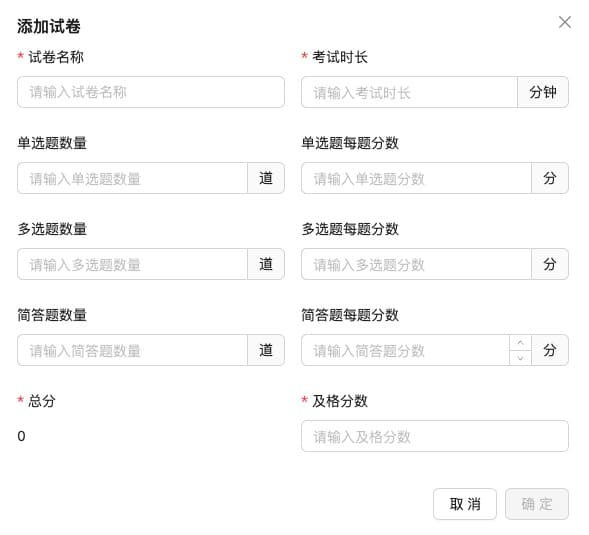 添加试卷
* 试卷名称
* 考试时长
请输入试卷名称
请输入考试时长
分钟
单选题数量
单选题每题分数
请输入单选题数量
道
请输入单选题分数
分
多选题数量
多选题每题分数
请输入多选题数量
道
请输入多选题分数
分
简答题数量
简答题每题分数
请输入简答题数量
道
请输入简答题分数
分
* 总分
* 及格分数
0
请输入及格分数
取 消
确 定